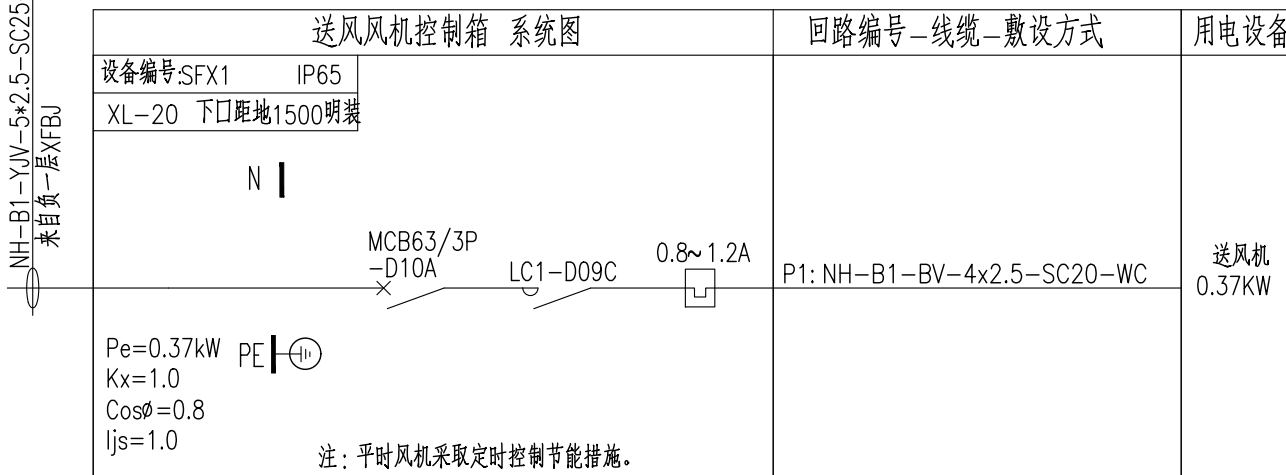 NH-B1-YJV-5*2.5-SC25
来自负一层XFBJ
送风风机控制箱 系统图
回路编号-线缆-敷设方式
用电设备
设备编号:SFX1 IP65
XL-20 下口距地1500明装
N
MCB63/3P
-D10A
LC1-D09C
0.8~1.2A
P1: NH-B1-BV-4x2.5-SC20-WC
送风机
0.37KW
Pe=0.37kW
PE
Kx=1.0
Cosø=0.8
Ijs=1.0
注: 平时风机采取定时控制节能措施。